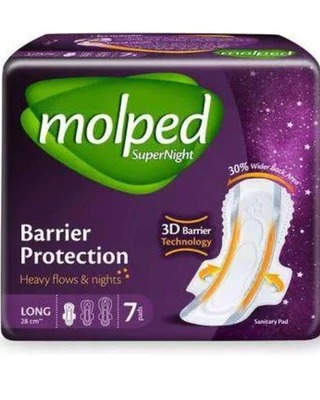 molped
SuperNight
30% Wider Back Area
Barrier
Protection
3D Barrier
Technology
Heavy flows & nights
LONG
28 cm
7 pads
Sanitary Pad